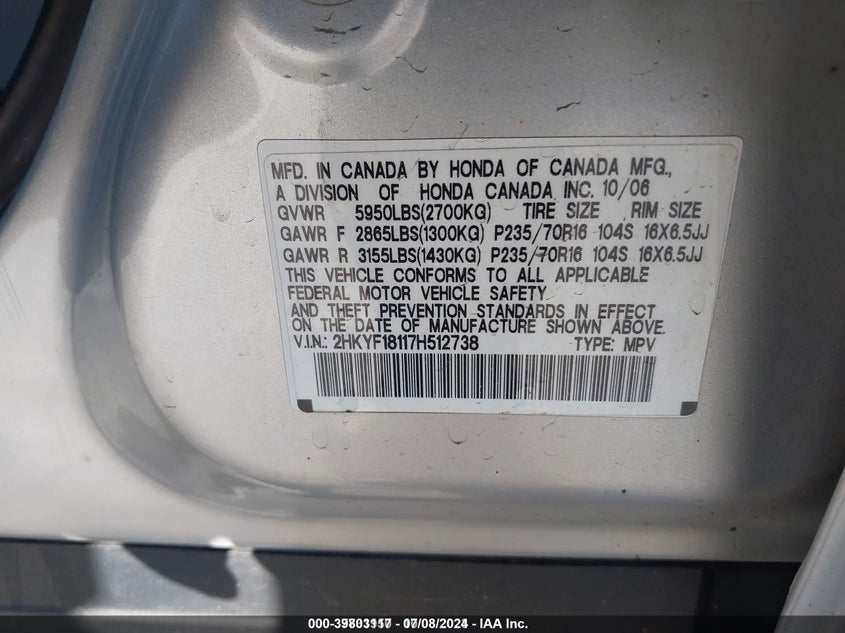 MFD. IN CANADA BY HONDA OF CANADA MFG.,
A DIVISION OF HONDA CANADA INC. 10/06
GVWR 5950LBS(2700KG) TIRE SIZE RIM SIZE
GAWR F 2865LBS(1300KG) P235/70R16 104S 16X6.5JJ
GAWR R 3155LBS(1430KG) P235/70R16 104S 16X6.5JJ
THIS VEHICLE CONFORMS TO ALL APPLICABLE
FEDERAL MOTOR VEHICLE SAFETY
AND THEFT PREVENTION STANDARDS IN EFFECT
ON THE DATE OF MANUFACTURE SHOWN ABOVE.
V.I.N.: 2HKYF18117H512738 TYPE: MPV
07/08/2024 - IAA Inc.